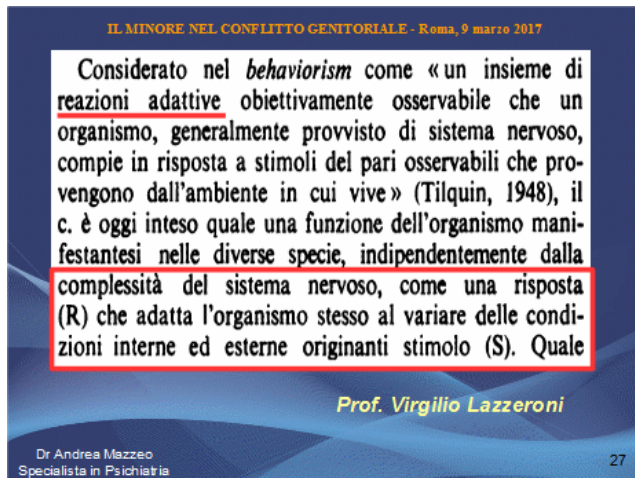 IL MINORE NEL CONFLITTO GENITORIALE - Roma, 9 marzo 2017
Considerato nel behaviorism come « un insieme di
reazioni adattive obiettivamente osservabile che un
organismo, generalmente provvisto di sistema nervoso,
compie in risposta a stimoli del pari osservabili che pro-
vengono dall'ambiente in cui vive » (Tilquin, 1948), il
c. è oggi inteso quale una funzione dell'organismo mani-
festantesi nelle diverse specie, indipendentemente dalla
complessità del sistema nervoso, come una risposta
(R) che adatta l'organismo stesso al variare delle condi-
zioni interne ed esterne originanti stimolo (S). Quale
Prof. Virgilio Lazzeroni
Dr Andrea Mazzeo
Specialista in Psichiatria
27